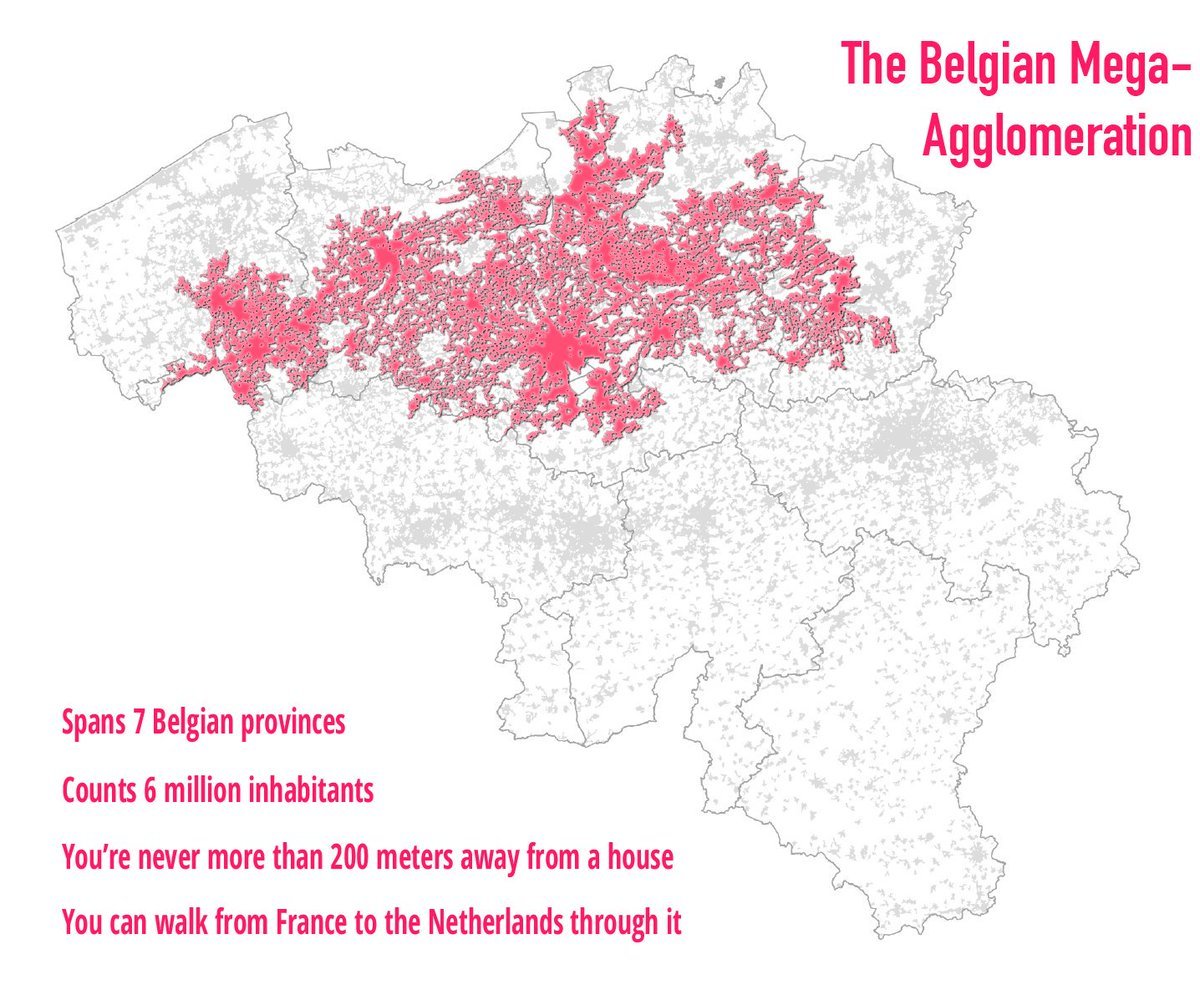 The Belgian Mega-
Agglomeration
Spans 7 Belgian provinces
Counts 6 million inhabitants
You’re never more than 200 meters away from a house
You can walk from France to the Netherlands through it